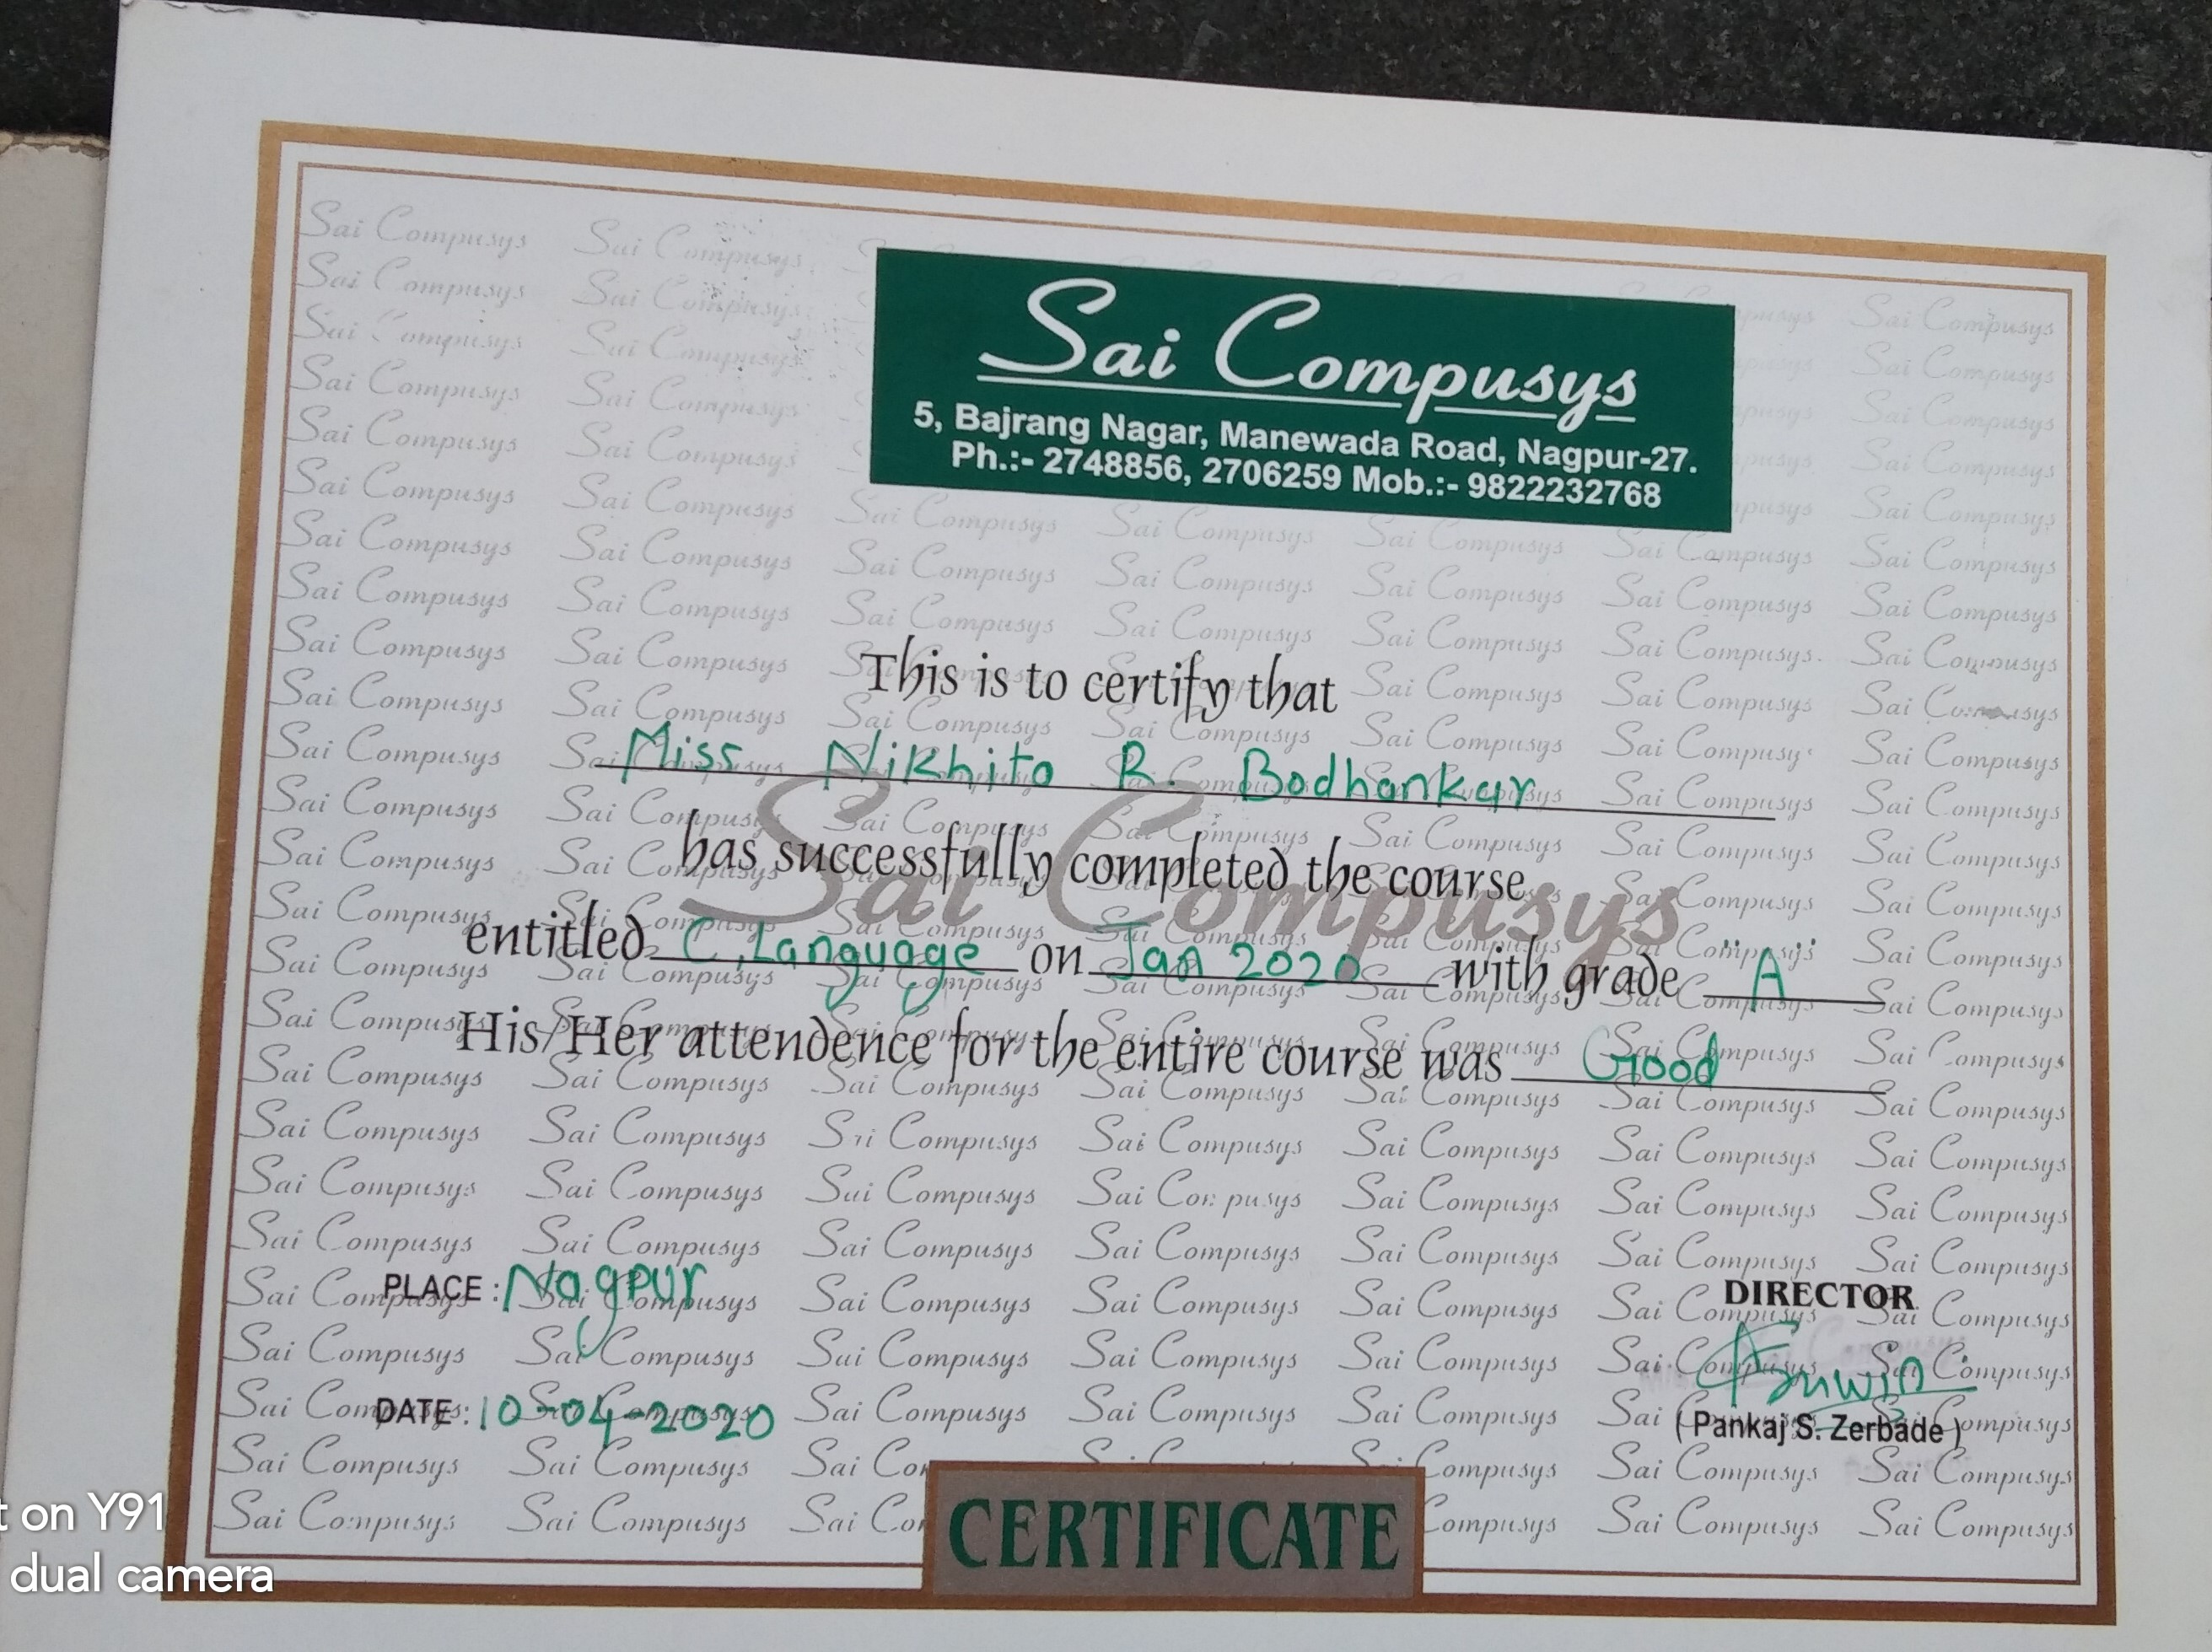 Sai Compusys
5, Bajrang Nagar, Manewada Road, Nagpur-27.
Ph.:- 2748856, 2706259 Mob.:- 9822232768
This is to certify that
Miss Nikhita R. Bodhankar
has successfully completed the course
entitled C, Language on Jan 2020 with grade "A"
His/Her attendence for the entire course was Good
PLACE : Nagpur
DIRECTOR
DATE : 10-04-2020
( Pankaj S. Zerbade )
CERTIFICATE
t on Y91
dual camera